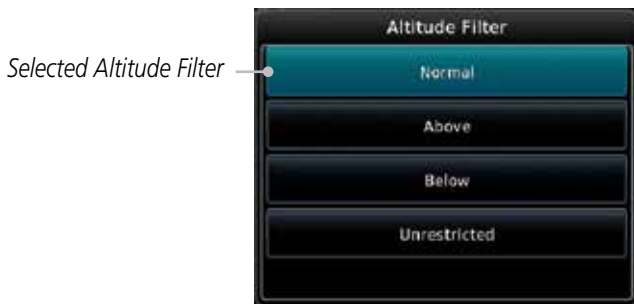 Altitude Filter
Selected Altitude Filter
Normal
Above
Below
Unrestricted